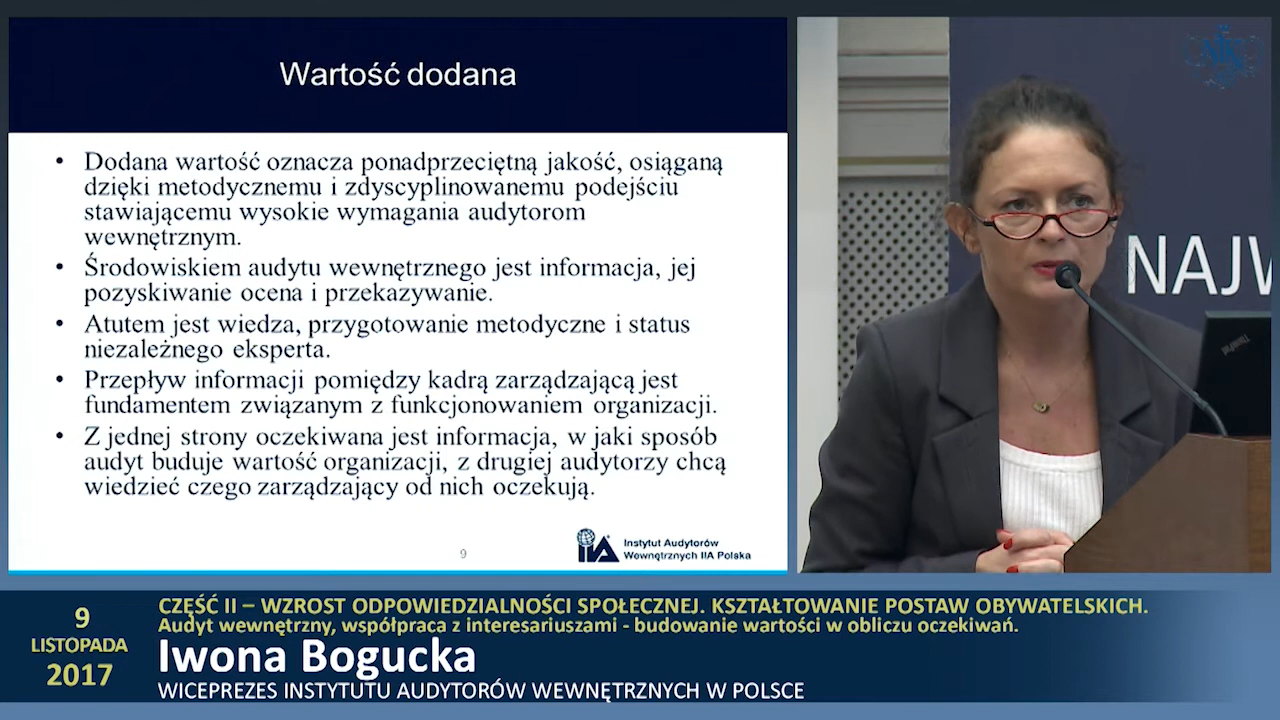 Wartość dodana
• Dodana wartość oznacza ponadprzeciętną jakość, osiąganą
dzięki metodycznemu i zdyscyplinowanemu podejściu
stawiającemu wysokie wymagania audytorom
wewnętrznym.
• Środowiskiem audytu wewnętrznego jest informacja, jej
pozyskiwanie ocena i przekazywanie.
• Atutem jest wiedza, przygotowanie metodyczne i status
niezależnego eksperta.
• Przepływ informacji pomiędzy kadrą zarządzającą jest
fundamentem związanym z funkcjonowaniem organizacji.
• Z jednej strony oczekiwana jest informacja, w jaki sposób
audyt buduje wartość organizacji, z drugiej audytorzy chcą
wiedzieć czego zarządzający od nich oczekują.
9
IIA
Instytut Audytorów
Wewnętrznych IIA Polska
NIK
NAJW
ThinkPad
9
LISTOPADA
2017
CZĘŚĆ II – WZROST ODPOWIEDZIALNOŚCI SPOŁECZNEJ. KSZTAŁTOWANIE POSTAW OBYWATELSKICH.
Audyt wewnętrzny, współpraca z interesariuszami - budowanie wartości w obliczu oczekiwań.
Iwona Bogucka
WICEPREZES INSTYTUTU AUDYTORÓW WEWNĘTRZNYCH W POLSCE